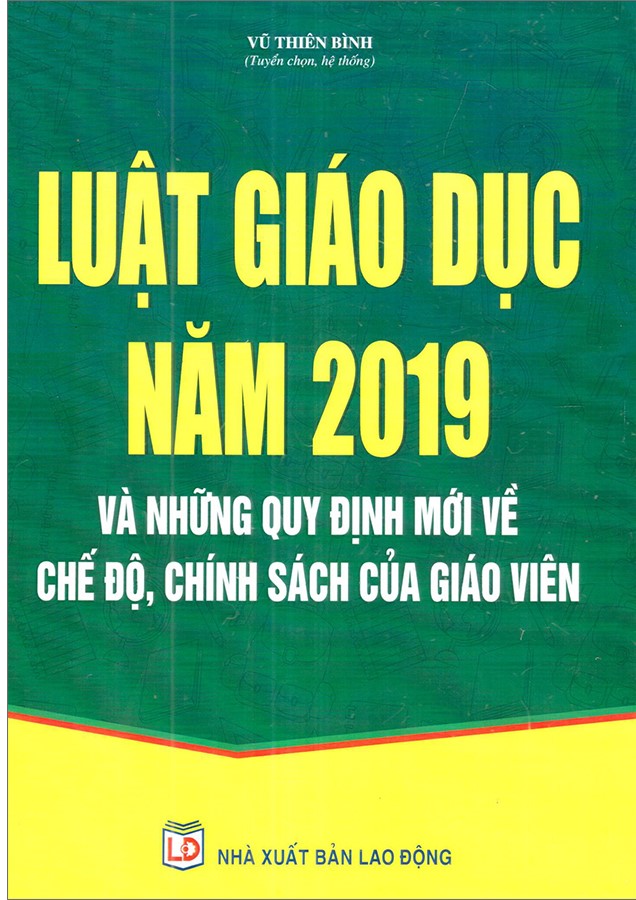 VŨ THIÊN BÌNH
(Tuyển chọn, hệ thống)
LUẬT GIÁO DỤC
NĂM 2019
VÀ NHỮNG QUY ĐỊNH MỚI VỀ
CHẾ ĐỘ, CHÍNH SÁCH CỦA GIÁO VIÊN
LĐ
NHÀ XUẤT BẢN LAO ĐỘNG